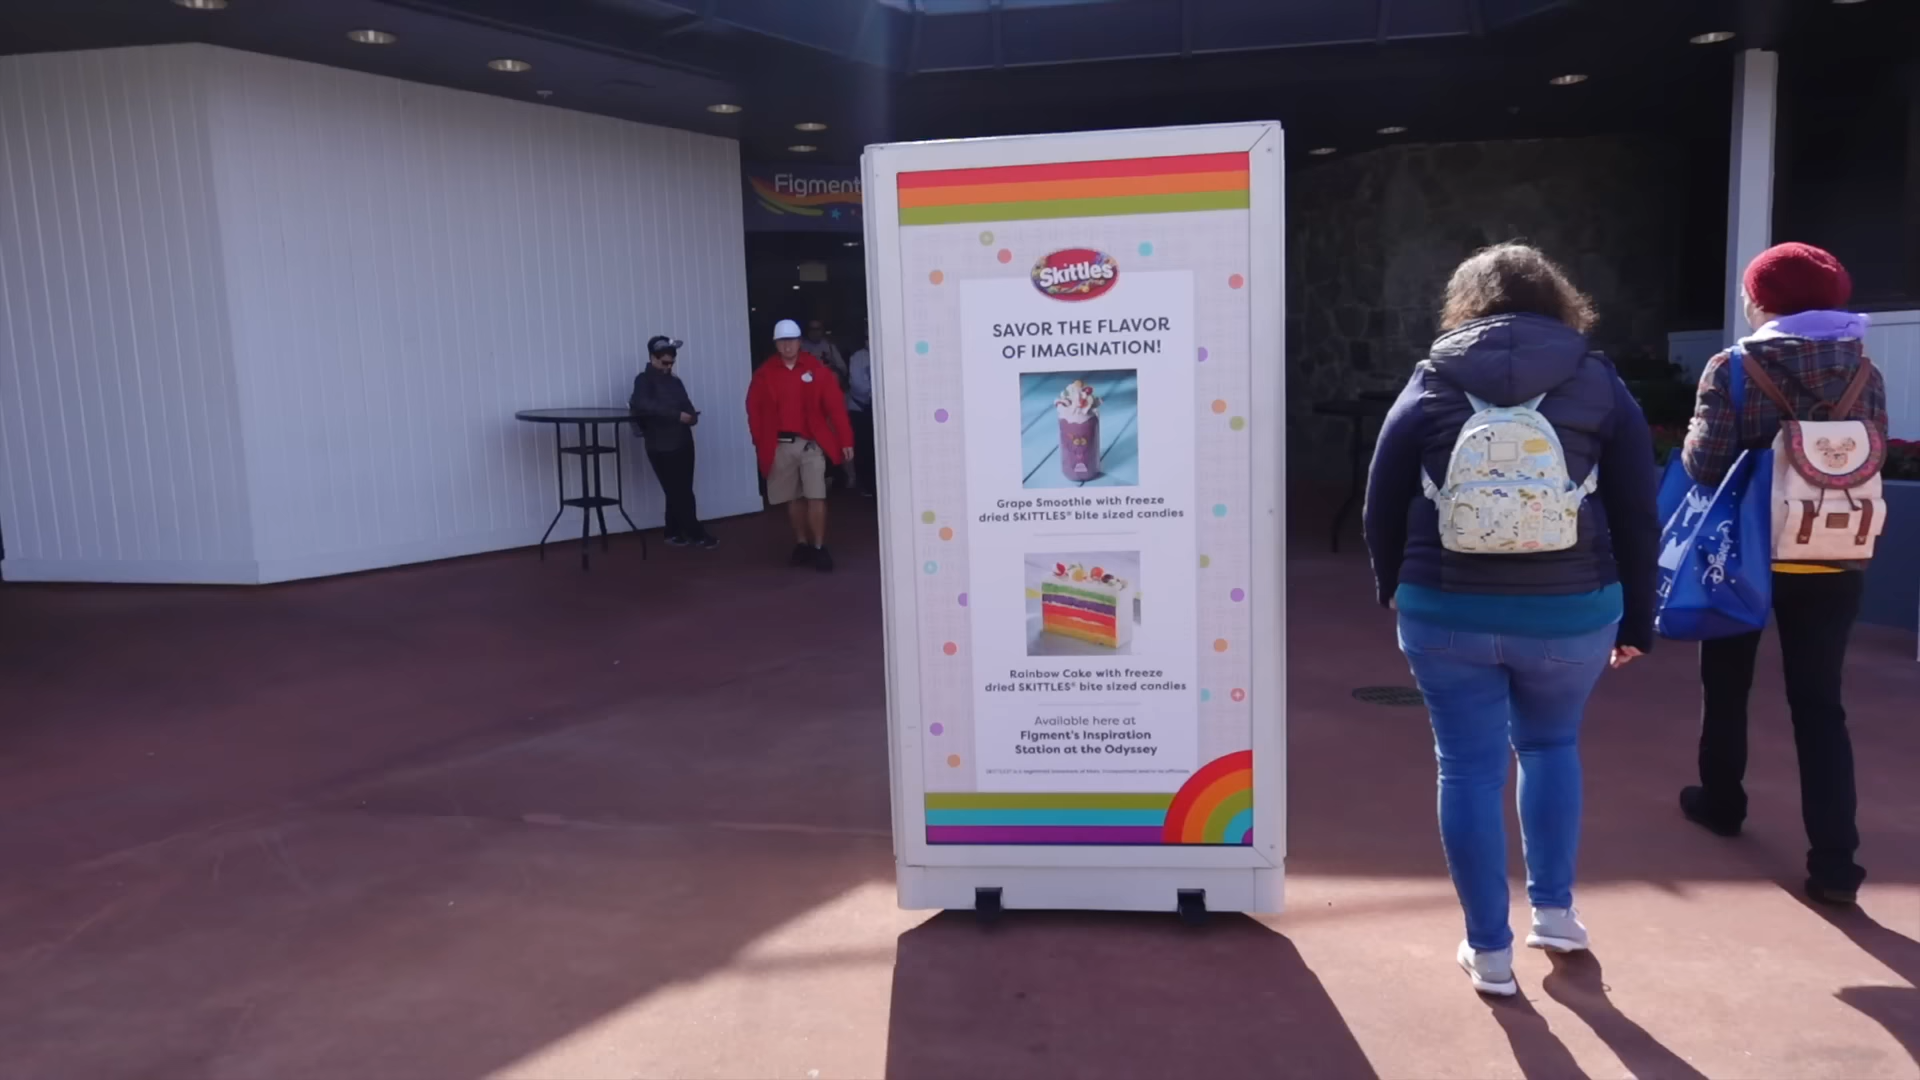 Figment
Skittles
SAVOR THE FLAVOR
OF IMAGINATION!
Grape Smoothie with freeze
dried SKITTLES® bite sized candies
Rainbow Cake with freeze
dried SKITTLES® bite sized candies
Available here at
Figment's Inspiration
Station at the Odyssey
Disney